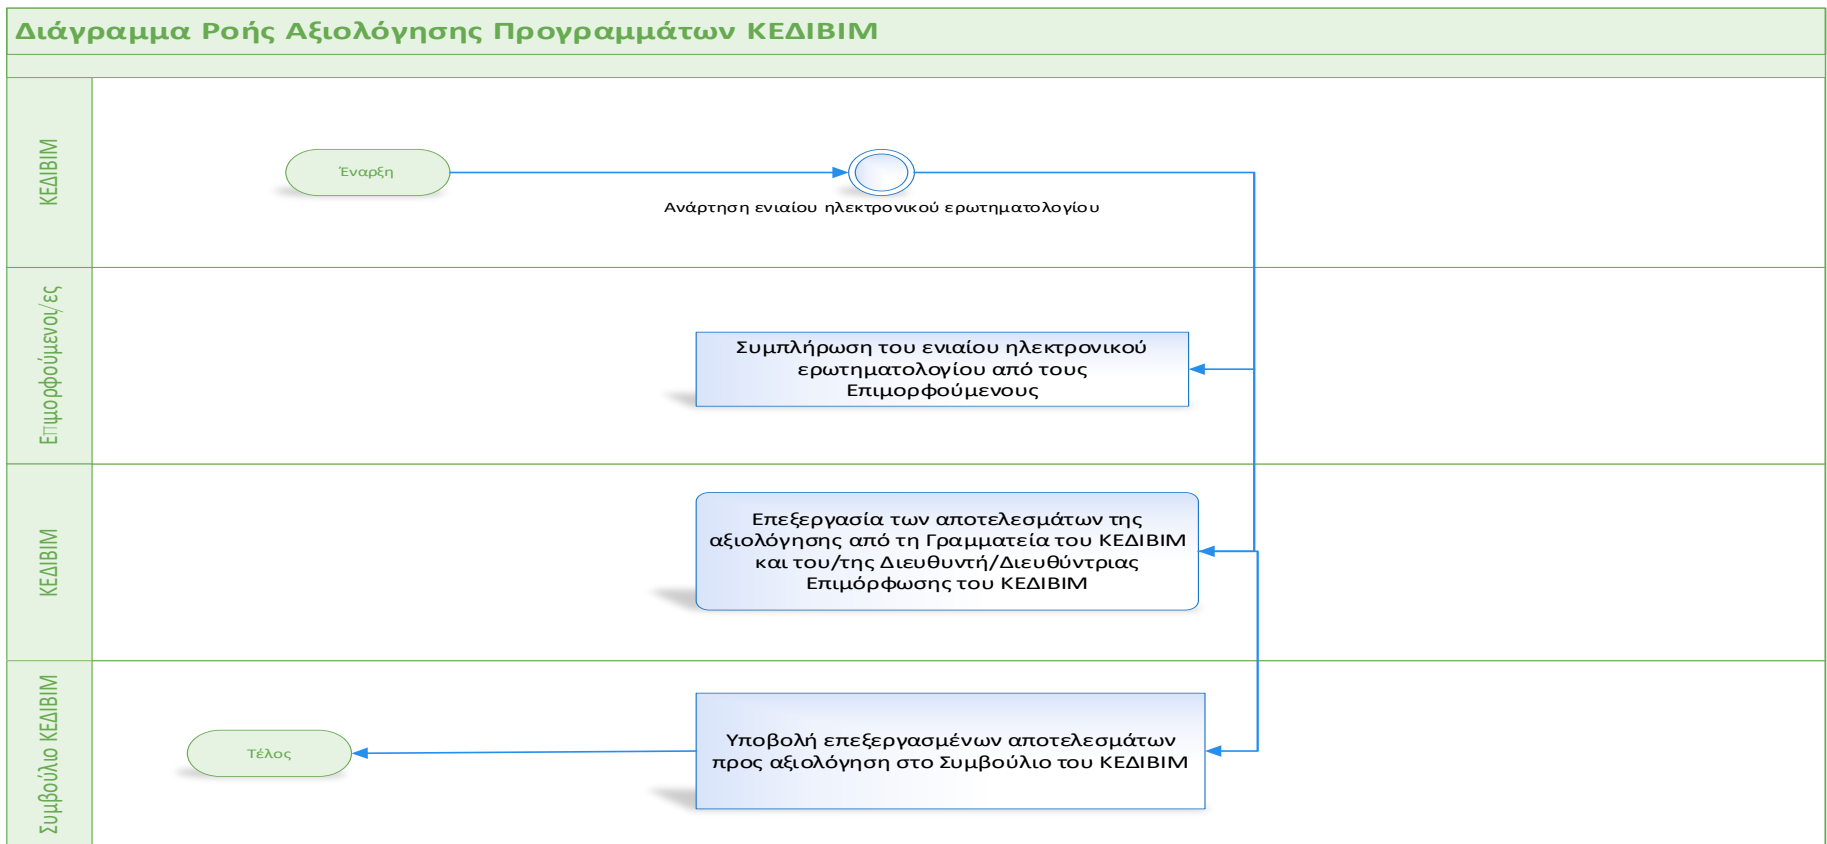 Διάγραμμα Ροής Αξιολόγησης Προγραμμάτων ΚΕΔΙΒΙΜ
ΚΕΔΙΒΙΜ
Έναρξη
Ανάρτηση ενιαίου ηλεκτρονικού ερωτηματολογίου
Επιμορφούμενοι/ες
Συμπλήρωση του ενιαίου ηλεκτρονικού
ερωτηματολογίου από τους
Επιμορφούμενους
ΚΕΔΙΒΙΜ
Επεξεργασία των αποτελεσμάτων της
αξιολόγησης από τη Γραμματεία του ΚΕΔΙΒΙΜ
και του/της Διευθυντή/Διευθύντριας
Επιμόρφωσης του ΚΕΔΙΒΙΜ
Συμβούλιο ΚΕΔΙΒΙΜ
Τέλος
Υποβολή επεξεργασμένων αποτελεσμάτων
προς αξιολόγηση στο Συμβούλιο του ΚΕΔΙΒΙΜ